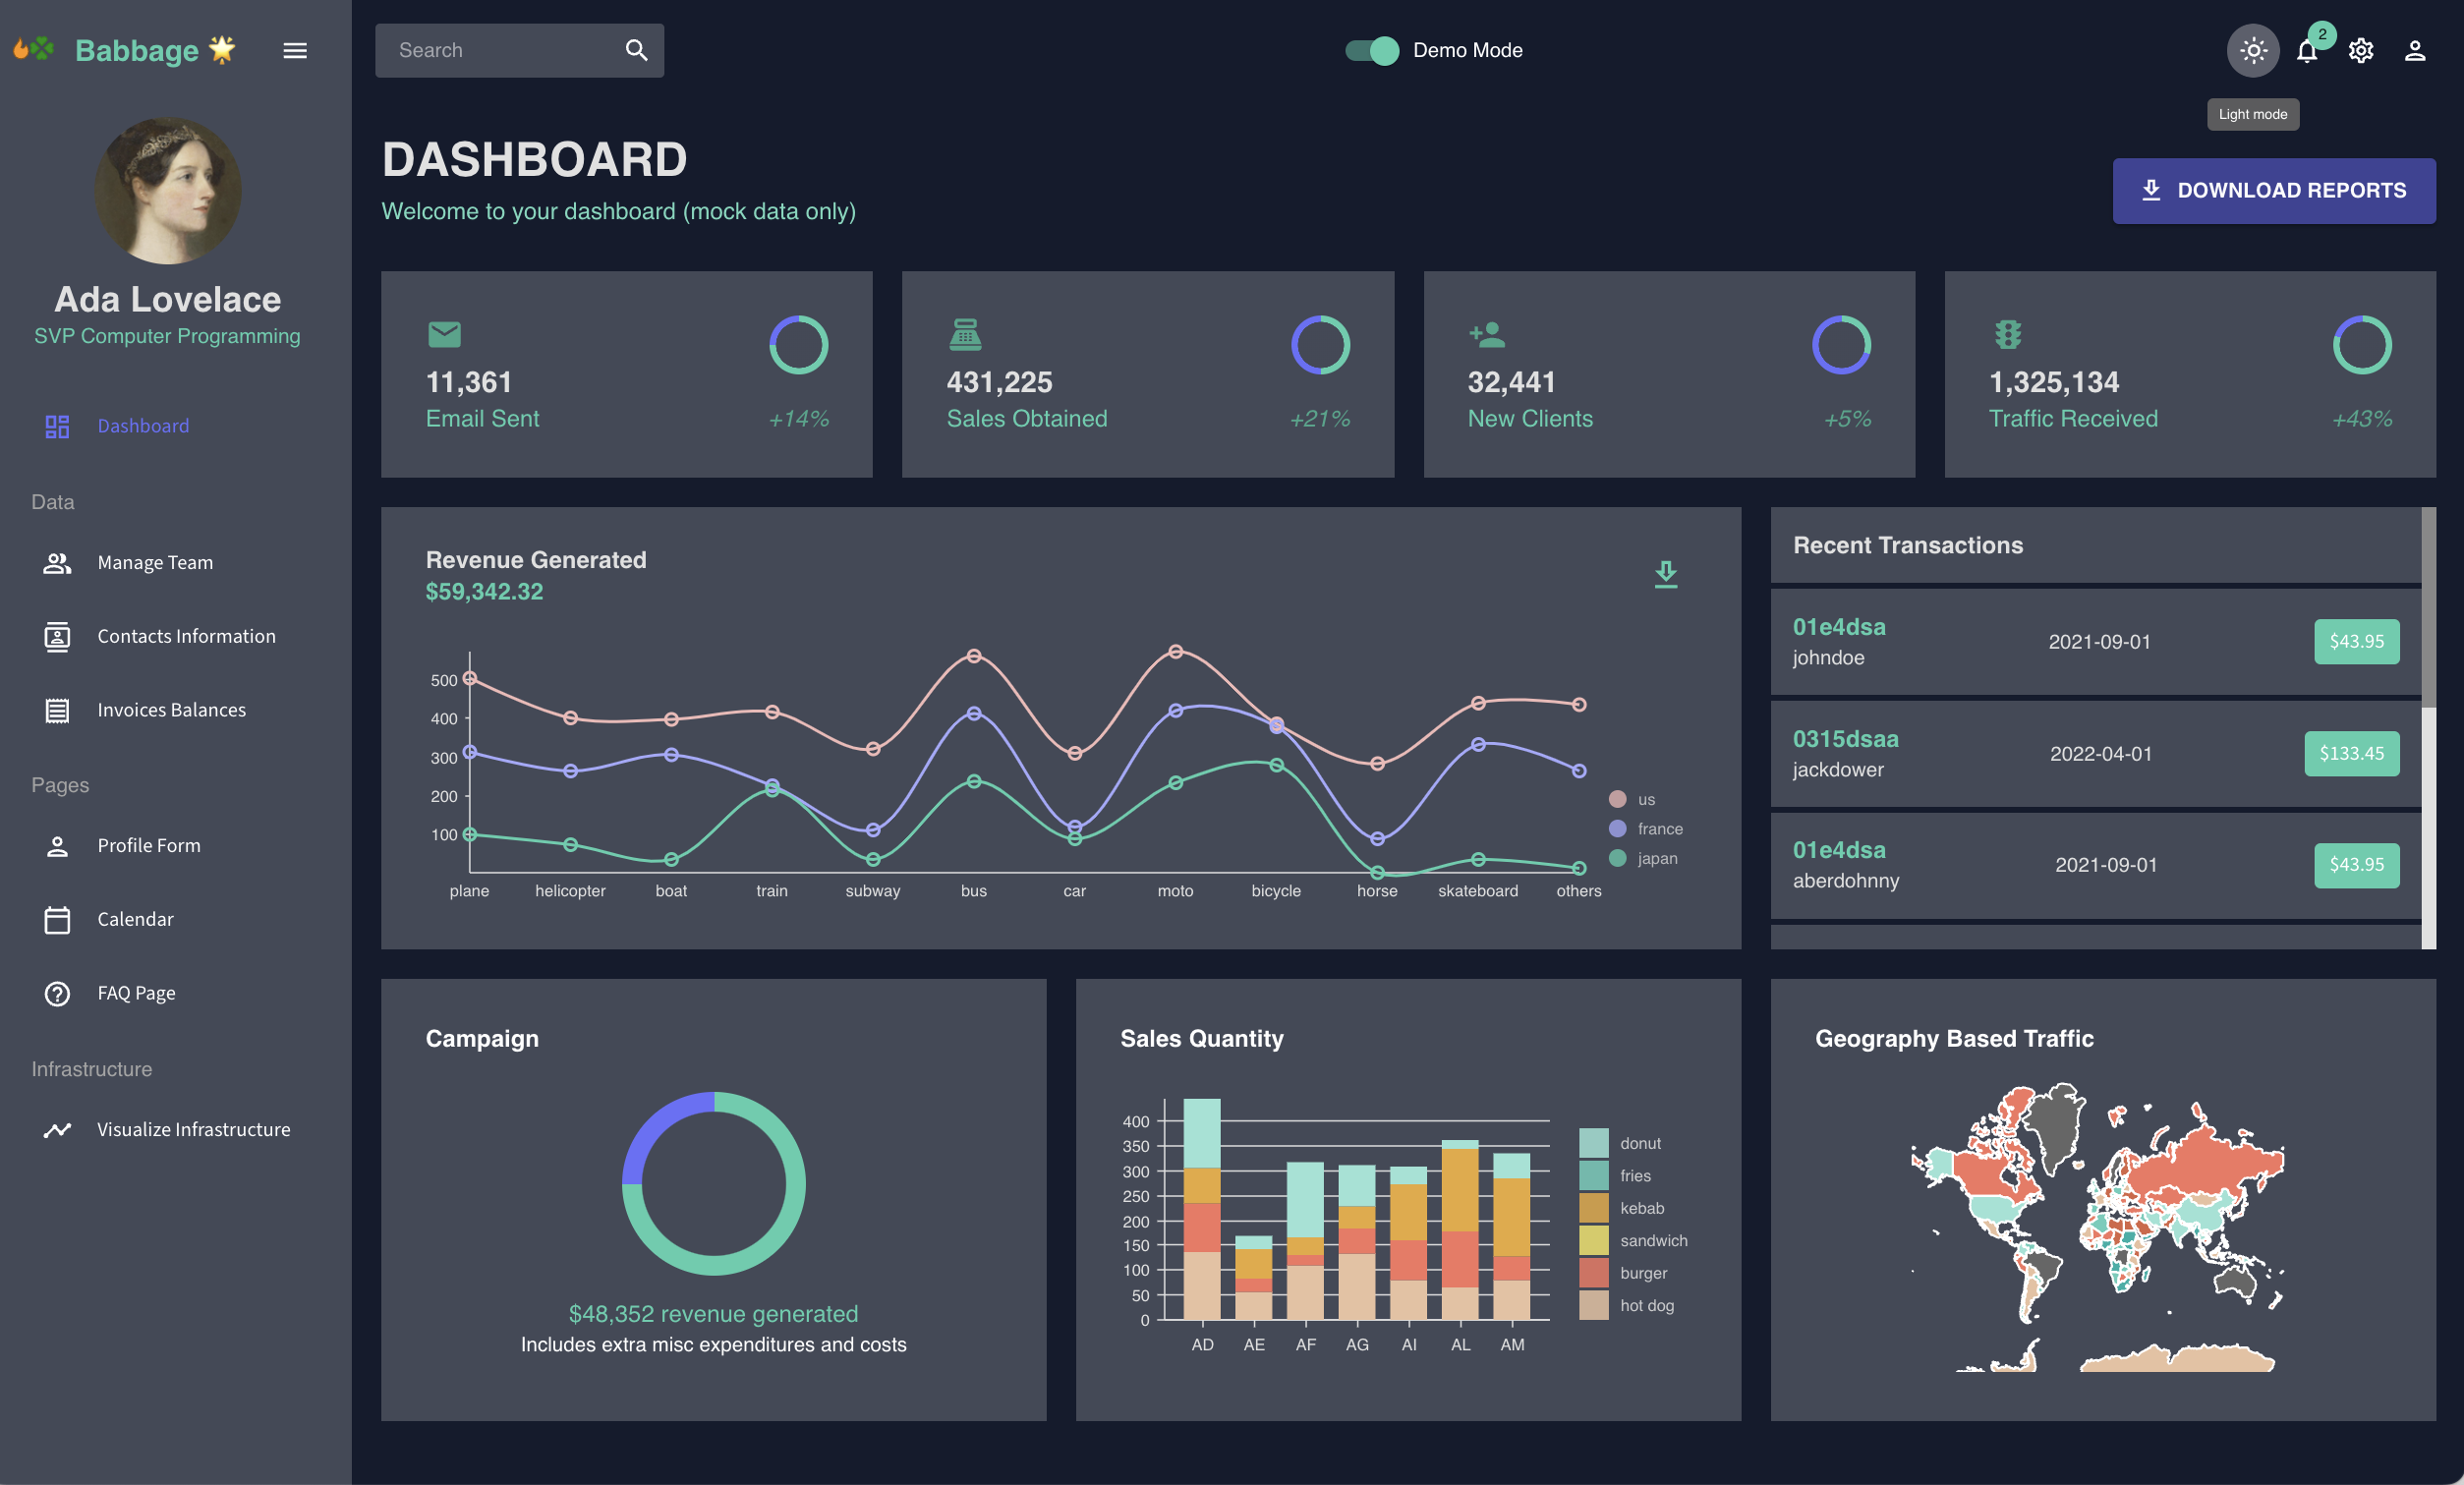 Babbage
Ada Lovelace
SVP Computer Programming
Dashboard
Data
Manage Team
Contacts Information
Invoices Balances
Pages
Profile Form
Calendar
FAQ Page
Infrastructure
Visualize Infrastructure
Search
Demo Mode
2
Light mode
DASHBOARD
Welcome to your dashboard (mock data only)
DOWNLOAD REPORTS
11,361
Email Sent
+14%
431,225
Sales Obtained
+21%
32,441
New Clients
+5%
1,325,134
Traffic Received
+43%
Revenue Generated
$59,342.32
500
400
300
200
100
plane helicopter boat train subway bus car moto bicycle horse skateboard others
us
france
japan
Recent Transactions
01e4dsa
johndoe
2021-09-01
$43.95
0315dsaa
jackdower
2022-04-01
$133.45
01e4dsa
aberdohnny
2021-09-01
$43.95
Campaign
$48,352 revenue generated
Includes extra misc expenditures and costs
Sales Quantity
400
350
300
250
200
150
100
50
0
AD AE AF AG AI AL AM
donut
fries
kebab
sandwich
burger
hot dog
Geography Based Traffic